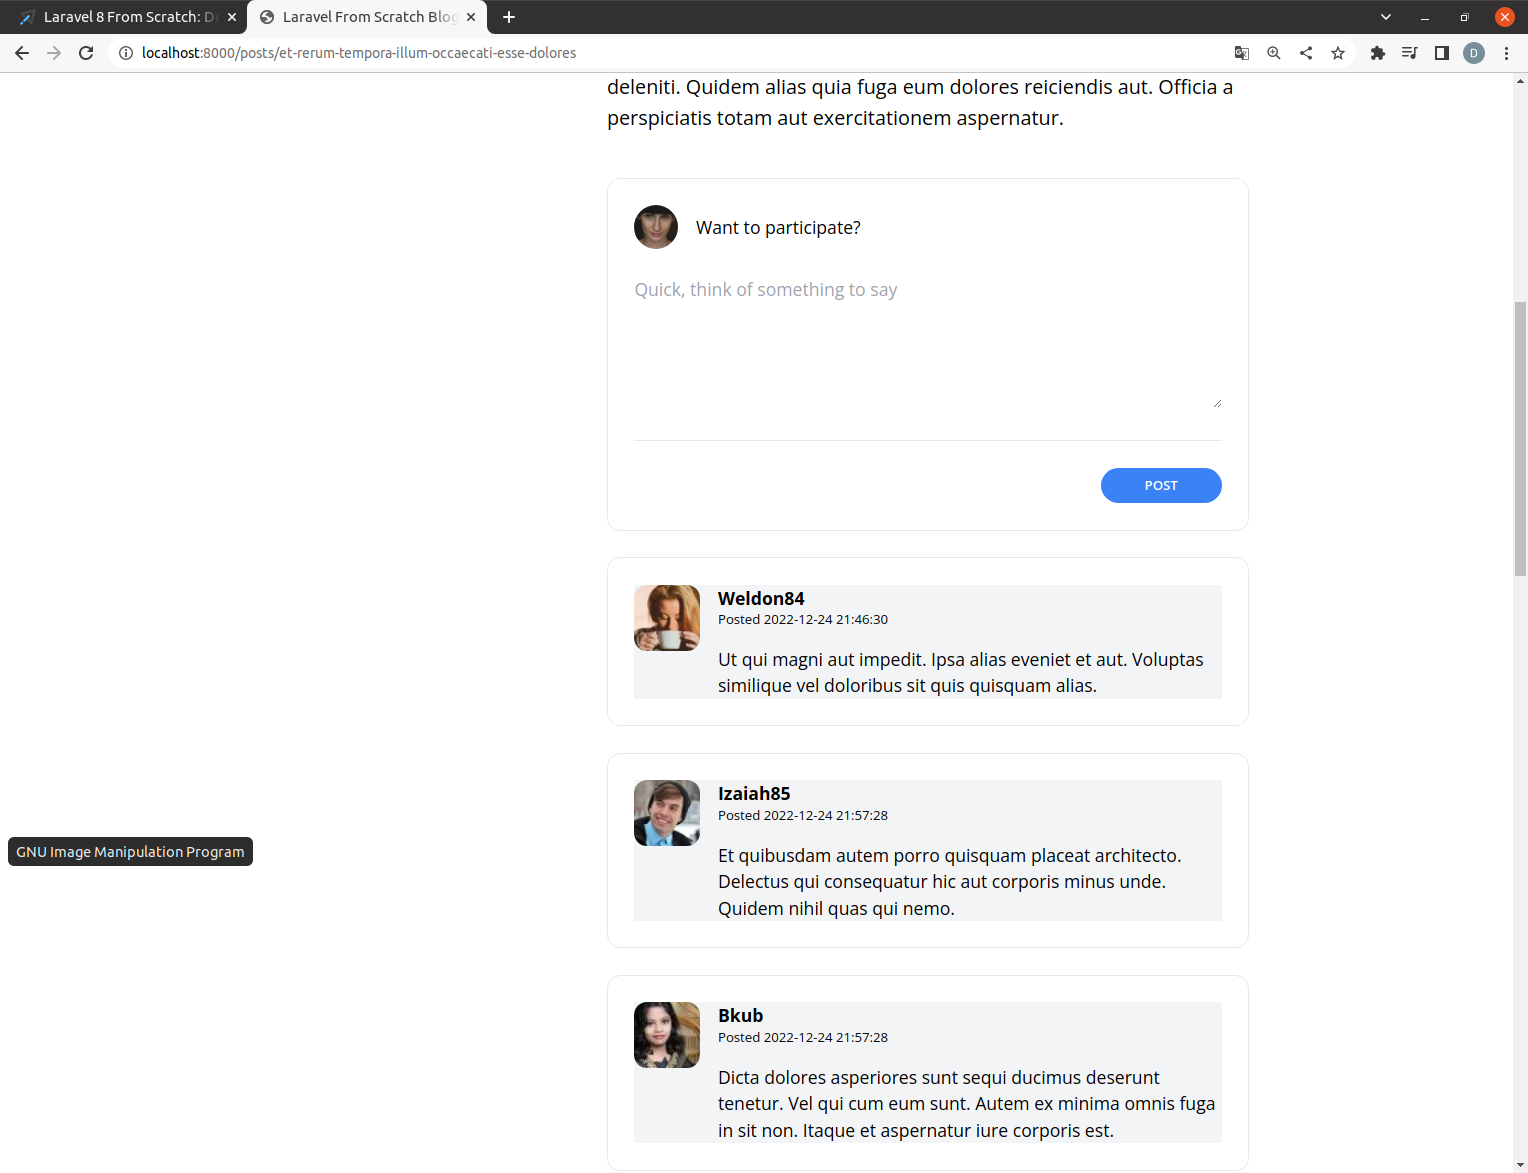 Laravel 8 From Scratch: D
Laravel From Scratch Blog
localhost:8000/posts/et-rerum-tempora-illum-occaecati-esse-dolores
D
deleniti. Quidem alias quia fuga eum dolores reiciendis aut. Officia a
perspiciatis totam aut exercitationem aspernatur.
Want to participate?
Quick, think of something to say
POST
Weldon84
Posted 2022-12-24 21:46:30
Ut qui magni aut impedit. Ipsa alias eveniet et aut. Voluptas
similique vel doloribus sit quis quisquam alias.
Izaiah85
Posted 2022-12-24 21:57:28
GNU Image Manipulation Program
Et quibusdam autem porro quisquam placeat architecto.
Delectus qui consequatur hic aut corporis minus unde.
Quidem nihil quas qui nemo.
Bkub
Posted 2022-12-24 21:57:28
Dicta dolores asperiores sunt sequi ducimus deserunt
tenetur. Vel qui cum eum sunt. Autem ex minima omnis fuga
in sit non. Itaque et aspernatur iure corporis est.